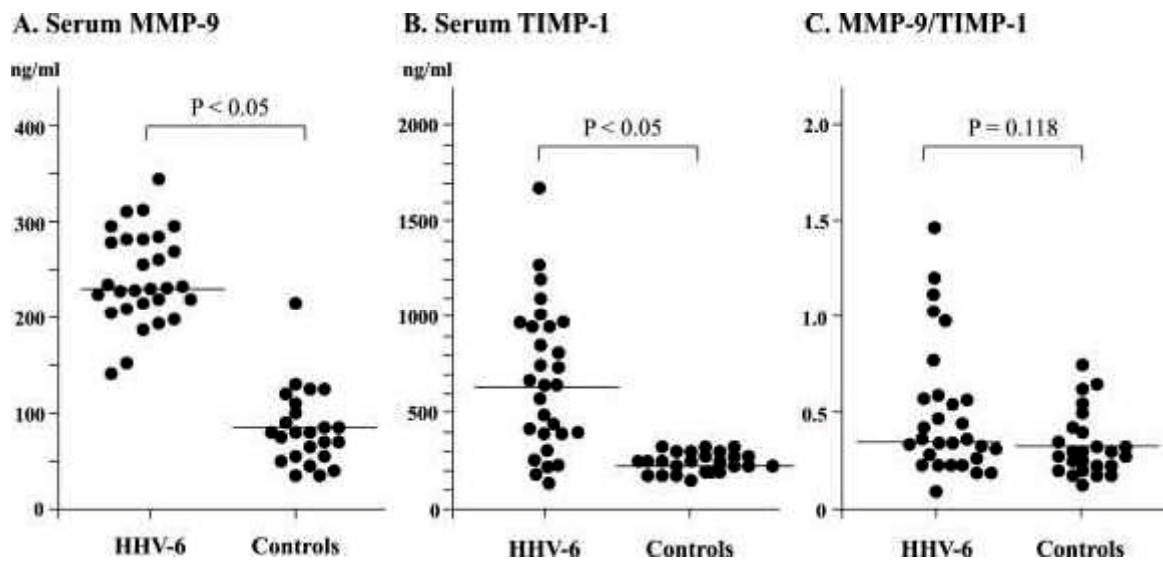 A. Serum MMP-9
ng/ml
P < 0.05
400
300
200
100
0
HHV-6 Controls
B. Serum TIMP-1
ng/ml
P < 0.05
2000
1500
1000
500
0
HHV-6 Controls
C. MMP-9/TIMP-1
P = 0.118
2.0
1.5
1.0
0.5
0
HHV-6 Controls